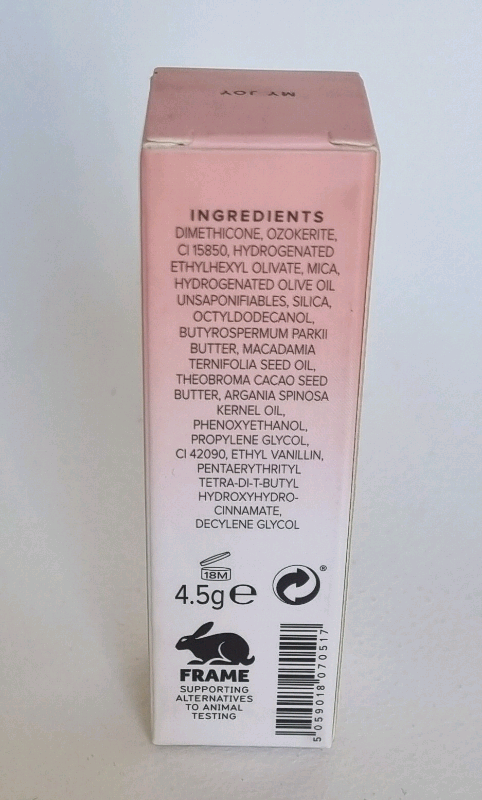 MY JOY
INGREDIENTS
DIMETHICONE, OZOKERITE,
CI 15850, HYDROGENATED
ETHYLHEXYL OLIVATE, MICA,
HYDROGENATED OLIVE OIL
UNSAPONIFIABLES, SILICA,
OCTYLDODECANOL,
BUTYROSPERMUM PARKII
BUTTER, MACADAMIA
TERNIFOLIA SEED OIL,
THEOBROMA CACAO SEED
BUTTER, ARGANIA SPINOSA
KERNEL OIL,
PHENOXYETHANOL,
PROPYLENE GLYCOL,
CI 42090, ETHYL VANILLIN,
PENTAERYTHRITYL
TETRA-DI-T-BUTYL
HYDROXYHYDRO-
CINNAMATE,
DECYLENE GLYCOL
18M
4.5g℮
®
FRAME
SUPPORTING
ALTERNATIVES
TO ANIMAL
TESTING
5 059018 070517